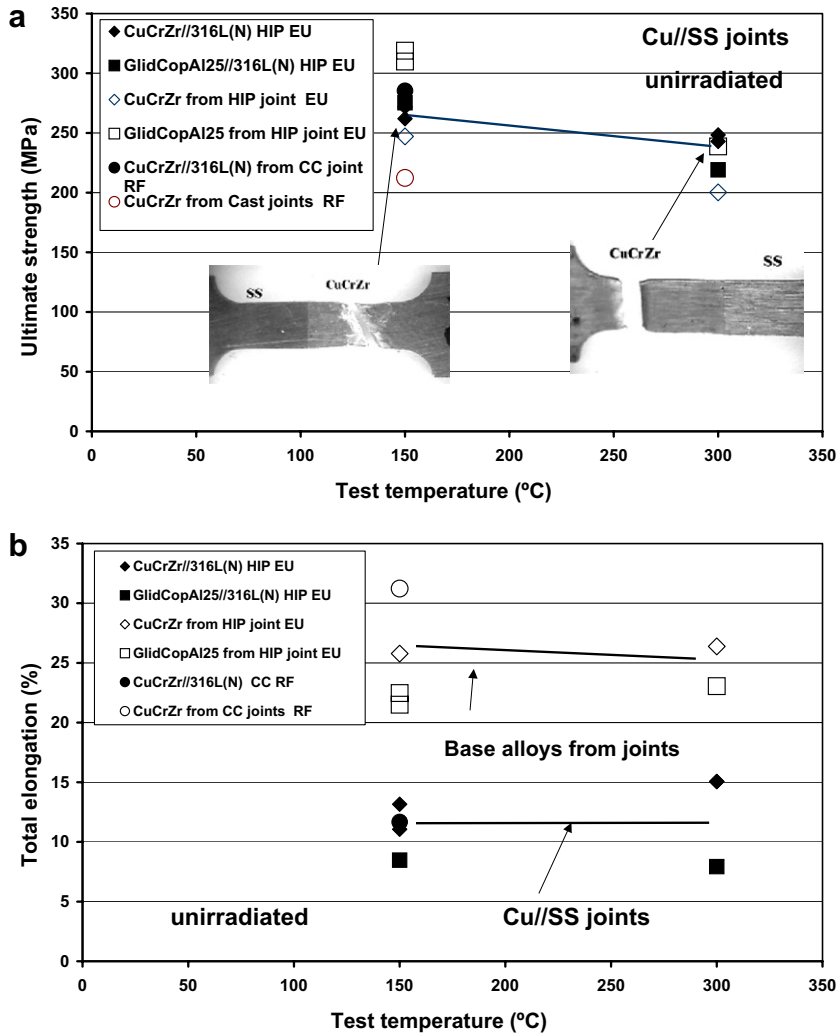 a
350
300
250
200
150
100
50
0
Ultimate strength (MPa)
CuCrZr//316L(N) HIP EU
GlidCopAl25//316L(N) HIP EU
CuCrZr from HIP joint EU
GlidCopAl25 from HIP joint EU
CuCrZr//316L(N) from CC joint
RF
CuCrZr from Cast joints RF
Cu//SS joints
unirradiated
SS
CuCrZr
CuCrZr
SS
0
50
100
150
200
250
300
350
Test temperature (ºC)
b
35
30
25
20
15
10
5
0
Total elongation (%)
CuCrZr//316L(N) HIP EU
GlidCopAl25//316L(N) HIP EU
CuCrZr from HIP joint EU
GlidCopAl25 from HIP joint EU
CuCrZr//316L(N) CC RF
CuCrZr from CC joints RF
Base alloys from joints
unirradiated
Cu//SS joints
0
50
100
150
200
250
300
350
Test temperature (ºC)